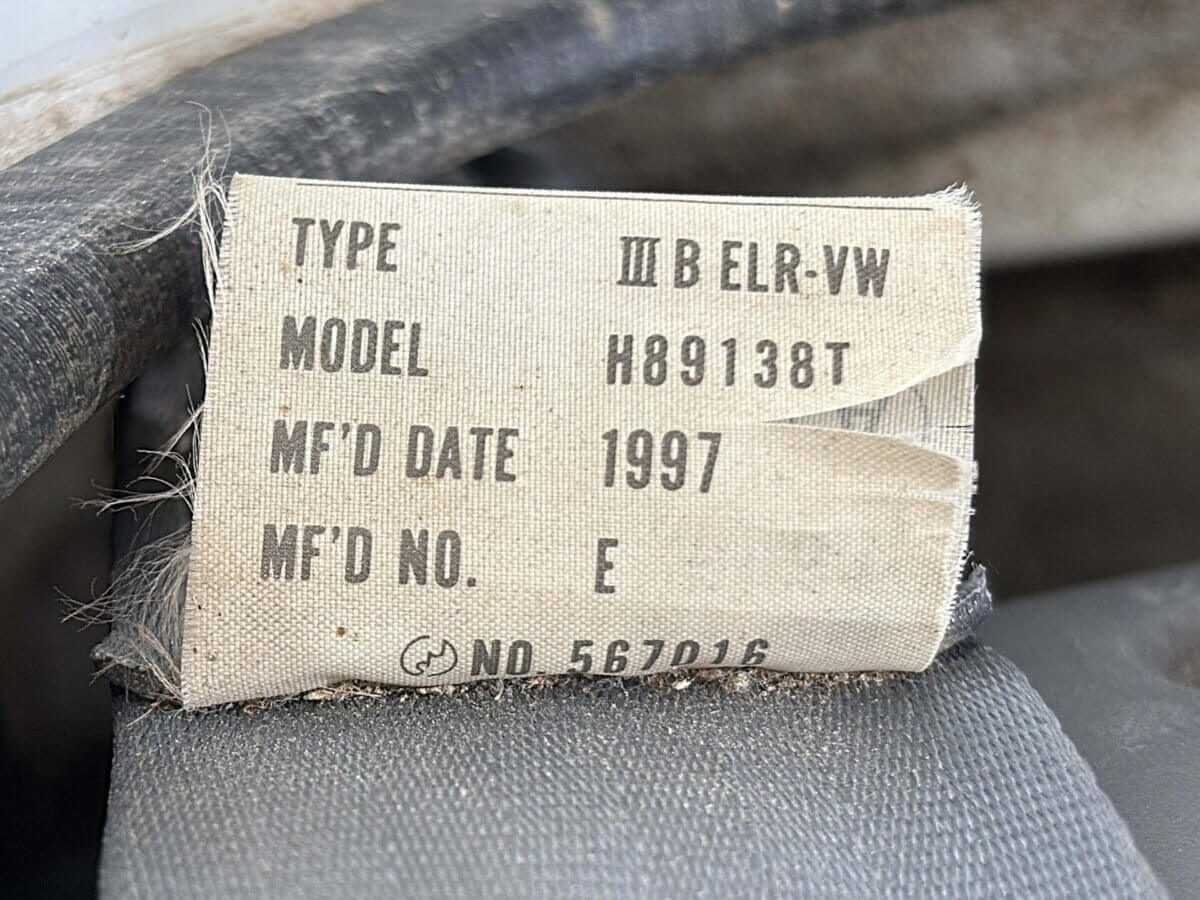 TYPE III B ELR-VW
MODEL H89138T
MF'D DATE 1997
MF'D NO. E
NO. 567016